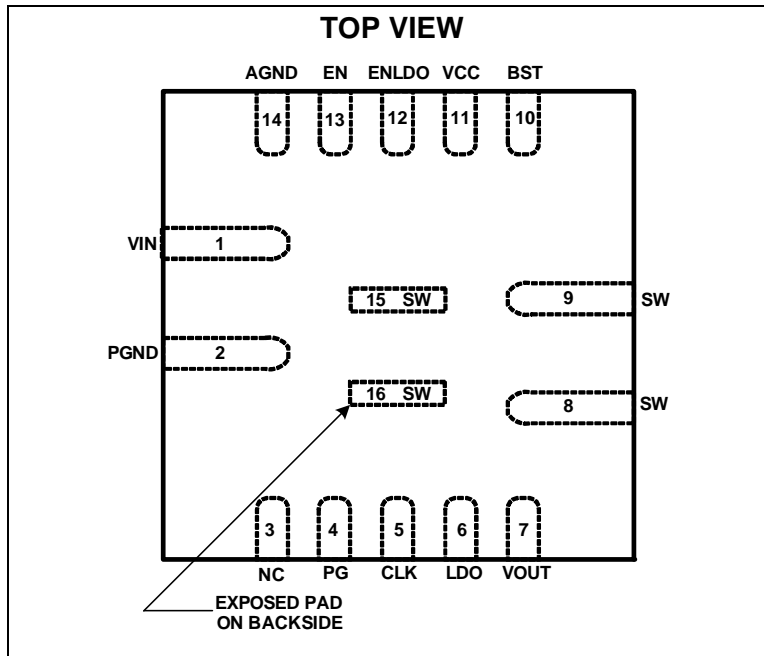 TOP VIEW
AGND EN ENLDO VCC BST
14 13 12 11 10
VIN 1
15 SW 9 SW
PGND 2
16 SW 8 SW
3 4 5 6 7
NC PG CLK LDO VOUT
EXPOSED PAD
ON BACKSIDE